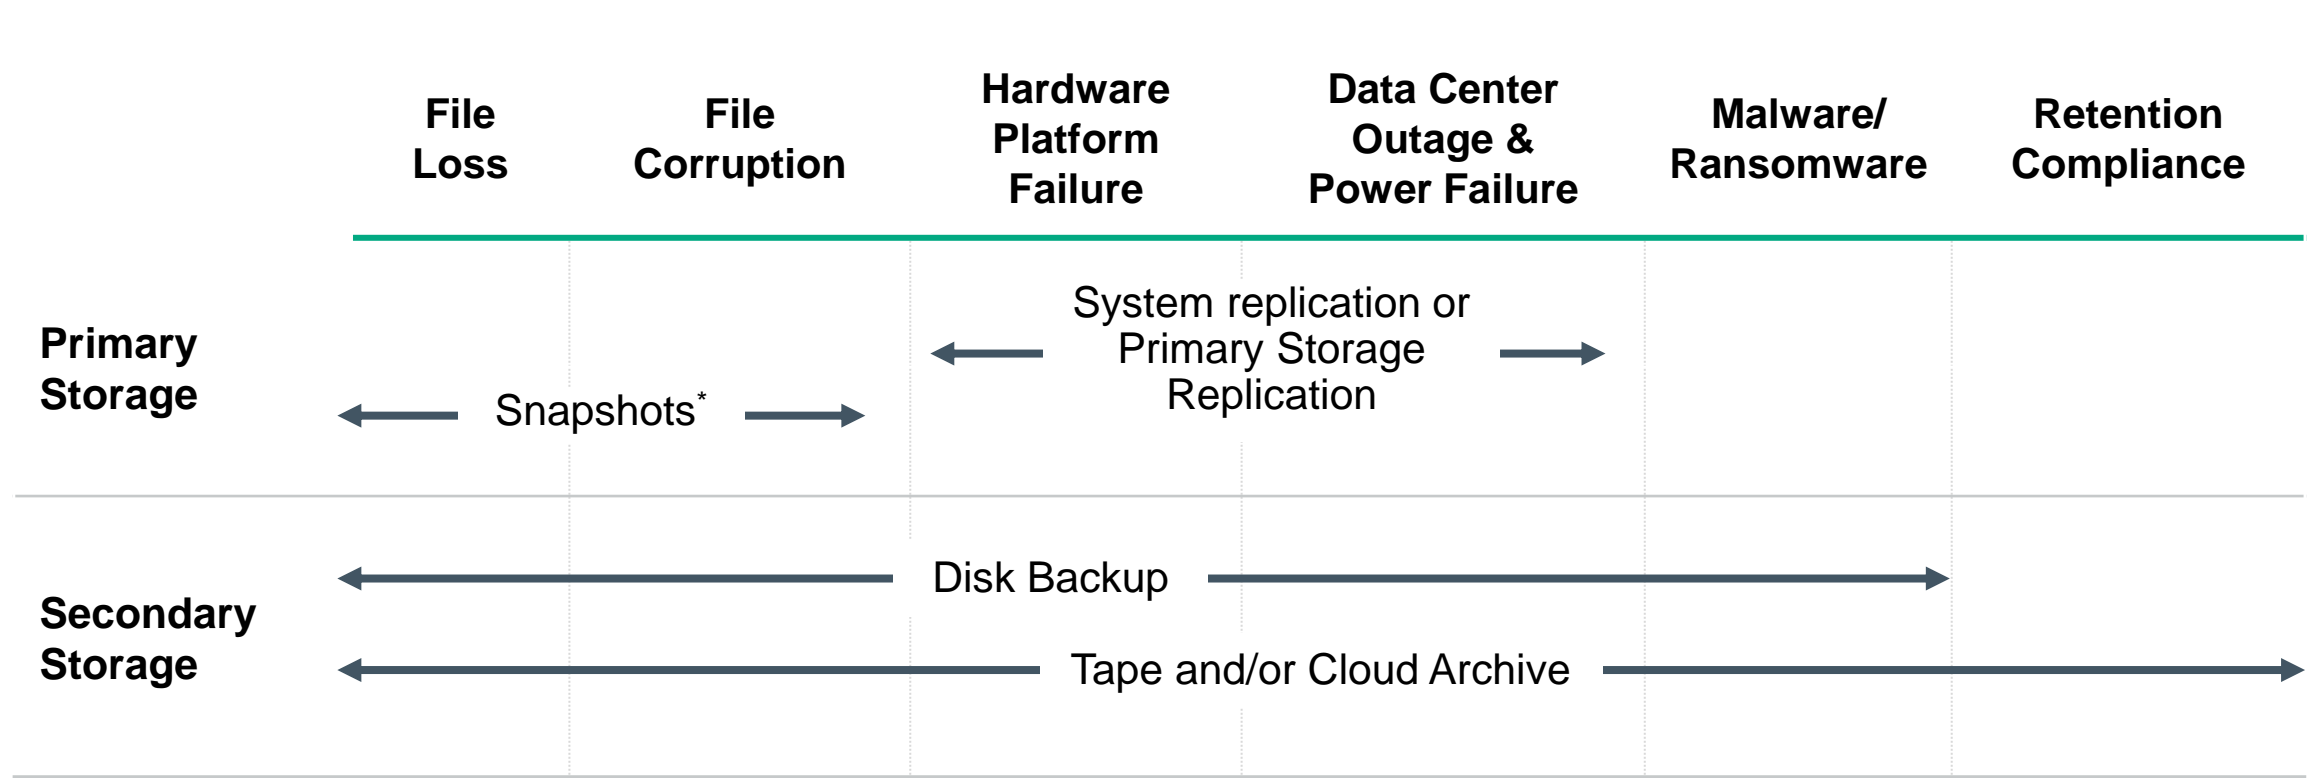 File
Loss
File
Corruption
Hardware
Platform
Failure
Data Center
Outage &
Power Failure
Malware/
Ransomware
Retention
Compliance
Primary
Storage
Snapshots*
System replication or
Primary Storage
Replication
Secondary
Storage
Disk Backup
Tape and/or Cloud Archive